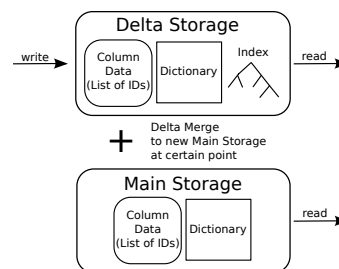 Delta Storage
write
Column
Data
(List of IDs)
Dictionary
Index
read
+
Delta Merge
to new Main Storage
at certain point
Main Storage
Column
Data
(List of IDs)
Dictionary
read